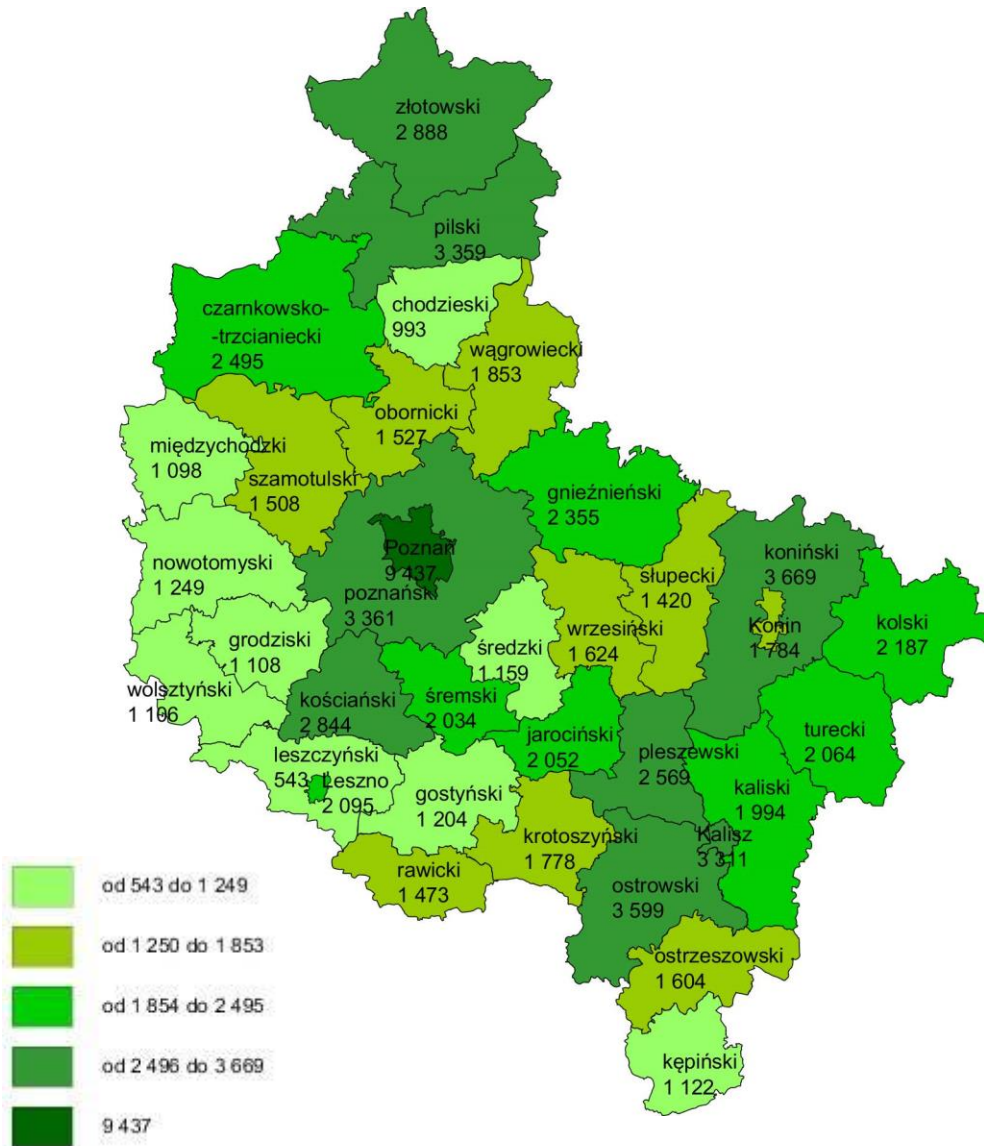 złotowski
2 888
pilski
3 359
chodzieski
993
czarnkowsko-
-trzcianiecki
2 495
wągrowiecki
1 853
obornicki
1 527
międzychodzki
1 098
szamotulski
1 508
gnieźnieński
2 355
Poznań
9 437
poznański
3 361
nowotomyski
1 249
słupecki
1 420
koniński
3 669
Konin
1 784
kolski
2 187
grodziski
1 108
średzki
1 159
wrzesiński
1 624
wolsztyński
1 106
kościański
2 844
śremski
2 034
jarociński
2 052
turecki
2 064
pleszewski
2 569
leszczyński
543
Leszno
2 095
gostyński
1 204
kaliski
1 994
krotoszyński
1 778
Kalisz
3 311
rawicki
1 473
ostrowski
3 599
ostrzeszowski
1 604
kępiński
1 122
od 543 do 1 249
od 1 250 do 1 853
od 1 854 do 2 495
od 2 496 do 3 669
9 437